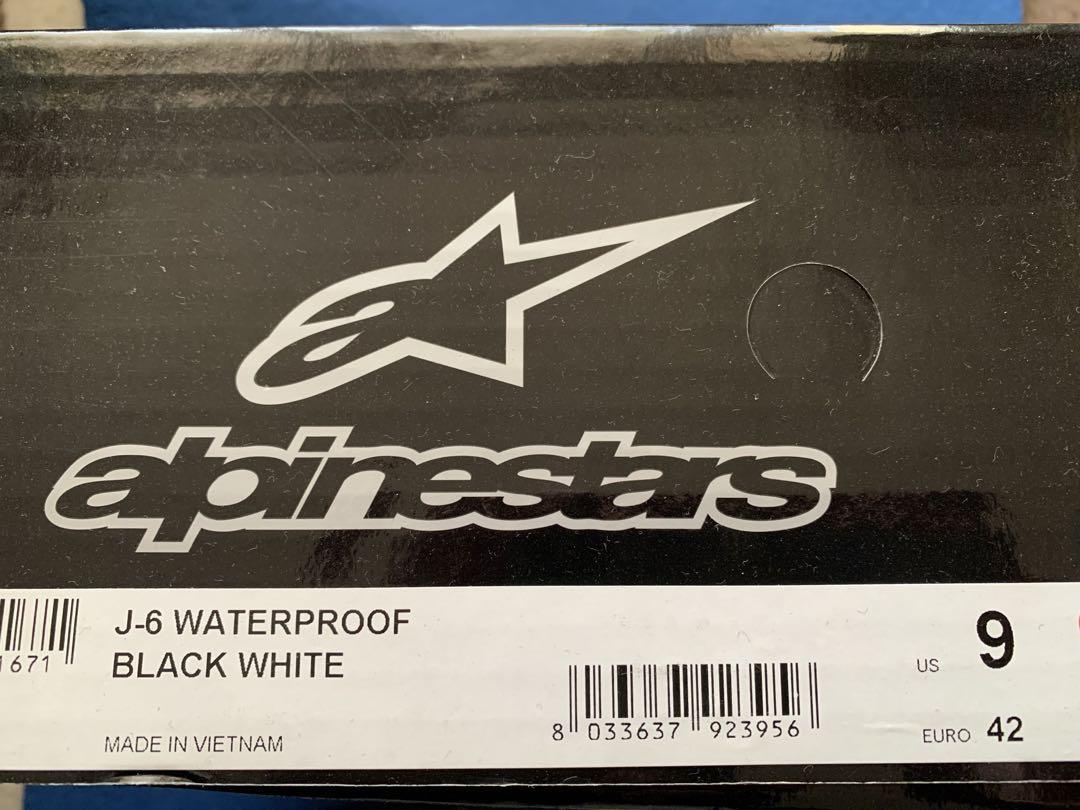 alpinestars
J-6 WATERPROOF
BLACK WHITE
1671
MADE IN VIETNAM
8 033637 923956
US 9
EURO 42